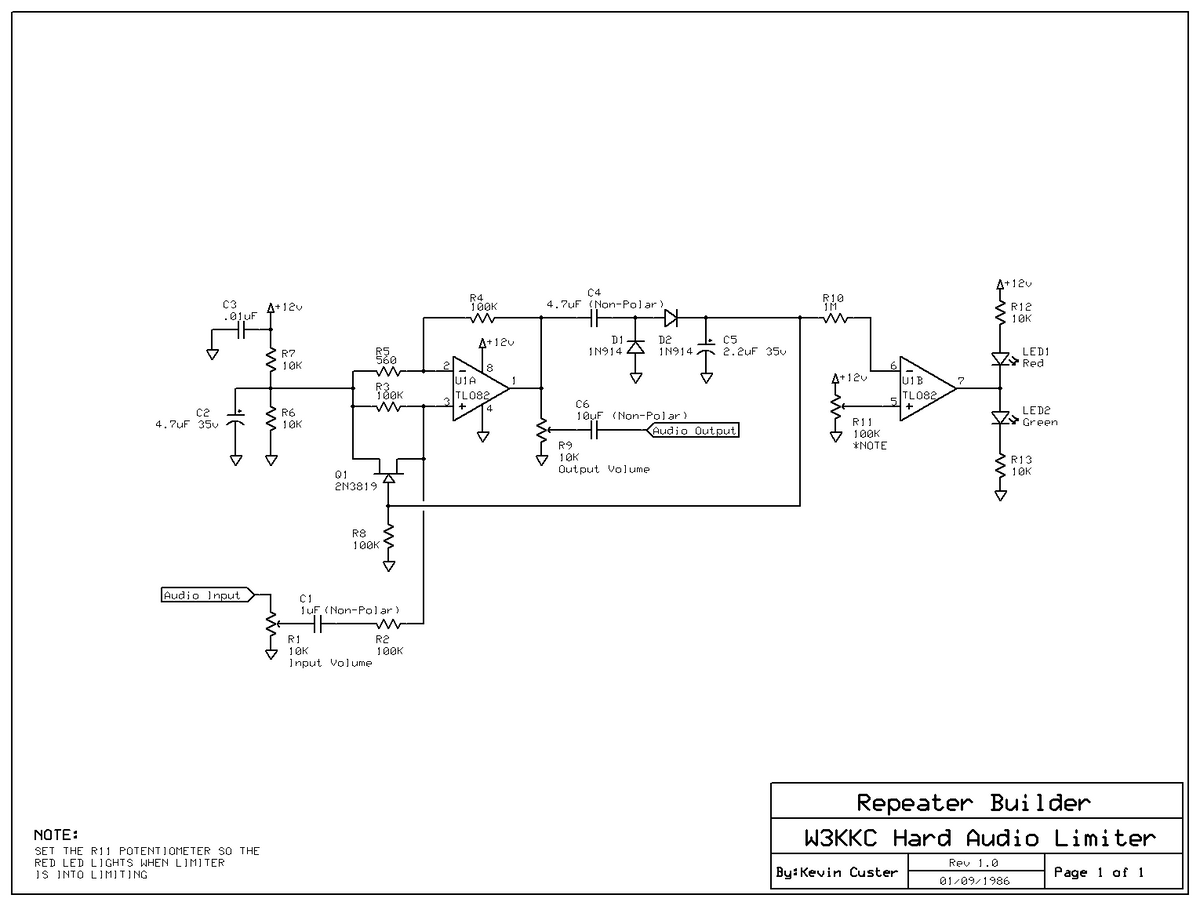 C3
.01uF
+12v
R7
10K
C2
4.7uF 35v
R6
10K
R5
560
R3
100K
R4
100K
+12v
2
8
U1A
TL082
1
3
4
Q1
2N3819
R8
100K
Audio Input
C1
1uF(Non-Polar)
R1
10K
Input Volume
R2
100K
C4
4.7uF (Non-Polar)
D1
1N914
D2
1N914
C5
2.2uF 35v
C6
10uF (Non-Polar)
Audio Output
R9
10K
Output Volume
R10
1M
+12v
R11
100K
*NOTE
6
U1B
TL082
7
5
+12v
R12
10K
LED1
Red
LED2
Green
R13
10K
NOTE:
SET THE R11 POTENTIOMETER SO THE
RED LED LIGHTS WHEN LIMITER
IS INTO LIMITING
Repeater Builder
W3KKC Hard Audio Limiter
By:Kevin Custer
Rev 1.0
01/09/1986
Page 1 of 1